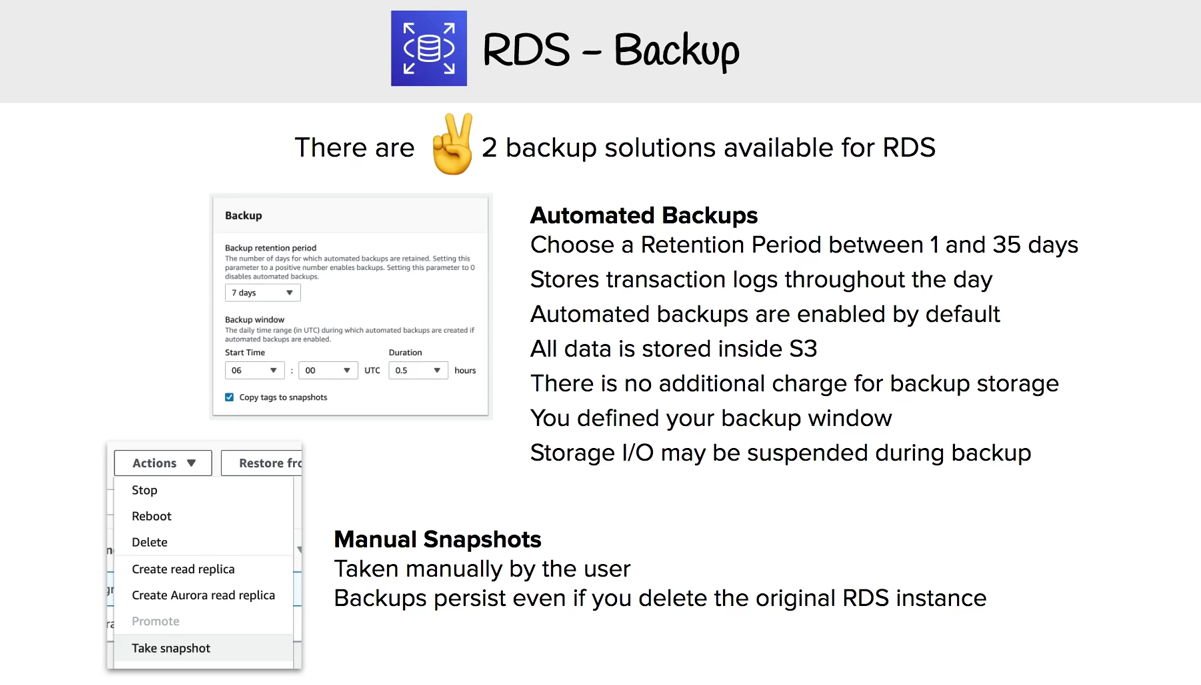 RDS – Backup
There are ✌ 2 backup solutions available for RDS
Backup
Backup retention period
The number of days for which automated backups are retained. Setting this
parameter to a positive number enables backups. Setting this parameter to 0
disables automated backups.
7 days
Backup window
The daily time range (in UTC) during which automated backups are created if
automated backups are enabled.
Start Time Duration
06 : 00 UTC 0.5 hours
Copy tags to snapshots
Automated Backups
Choose a Retention Period between 1 and 35 days
Stores transaction logs throughout the day
Automated backups are enabled by default
All data is stored inside S3
There is no additional charge for backup storage
You defined your backup window
Storage I/O may be suspended during backup
Actions Restore fro
Stop
Reboot
Delete
Create read replica
Create Aurora read replica
Promote
Take snapshot
Manual Snapshots
Taken manually by the user
Backups persist even if you delete the original RDS instance